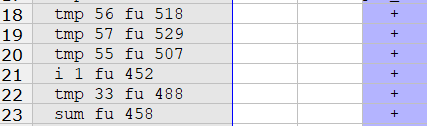 18 tmp 56 fu 518 +
19 tmp 57 fu 529 +
20 tmp 55 fu 507 +
21 i 1 fu 452 +
22 tmp 33 fu 488 +
23 sum fu 458 +